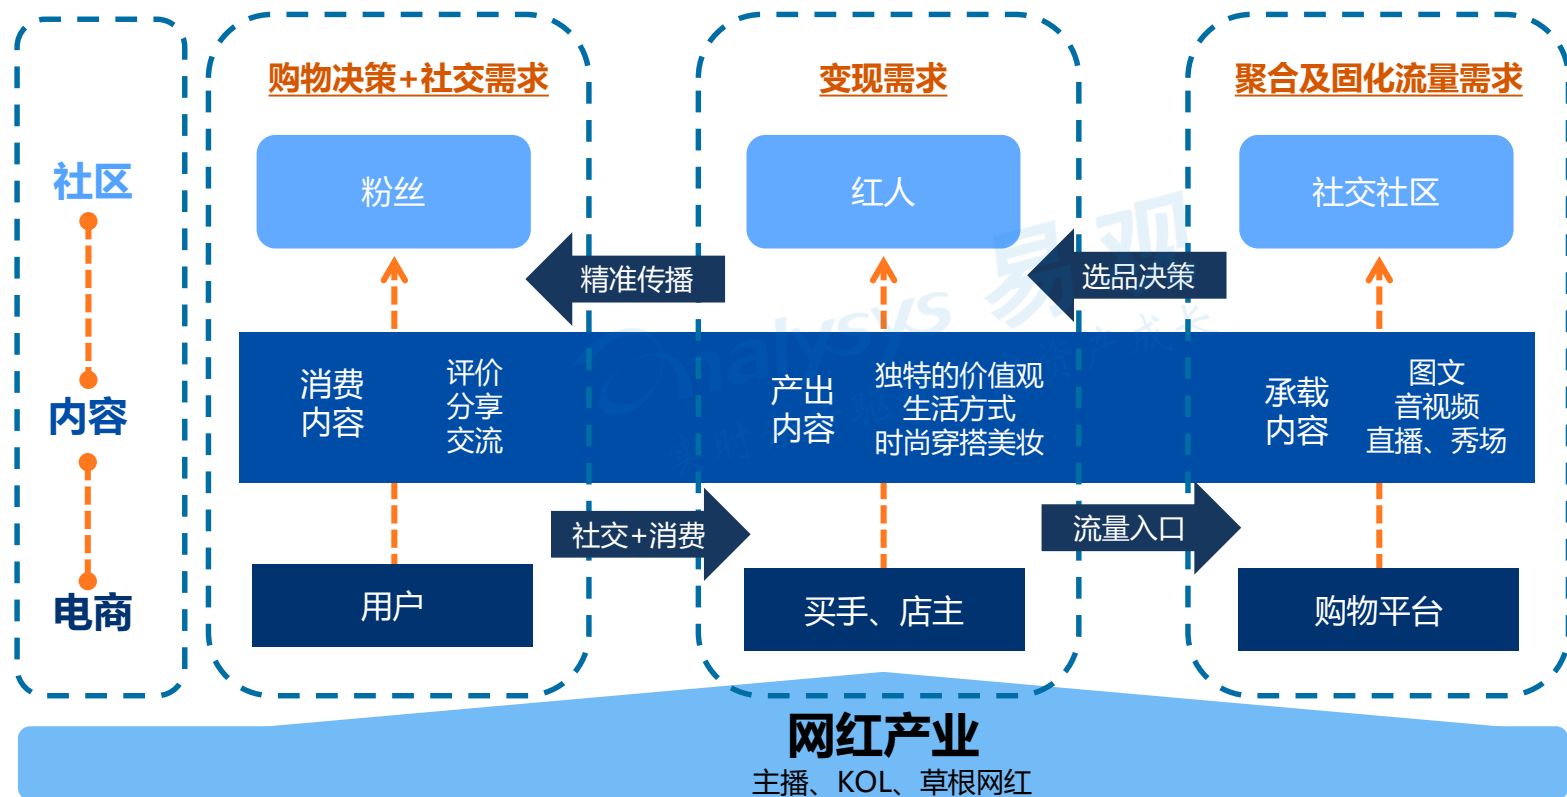 购物决策+社交需求
变现需求
聚合及固化流量需求
社区
粉丝
红人
社交社区
精准传播
选品决策
内容
消费
内容
评价
分享
交流
产出
内容
独特的价值观
生活方式
时尚穿搭美妆
承载
内容
图文
音视频
直播、秀场
社交+消费
流量入口
电商
用户
买手、店主
购物平台
网红产业
主播、KOL、草根网红
analysys 易观